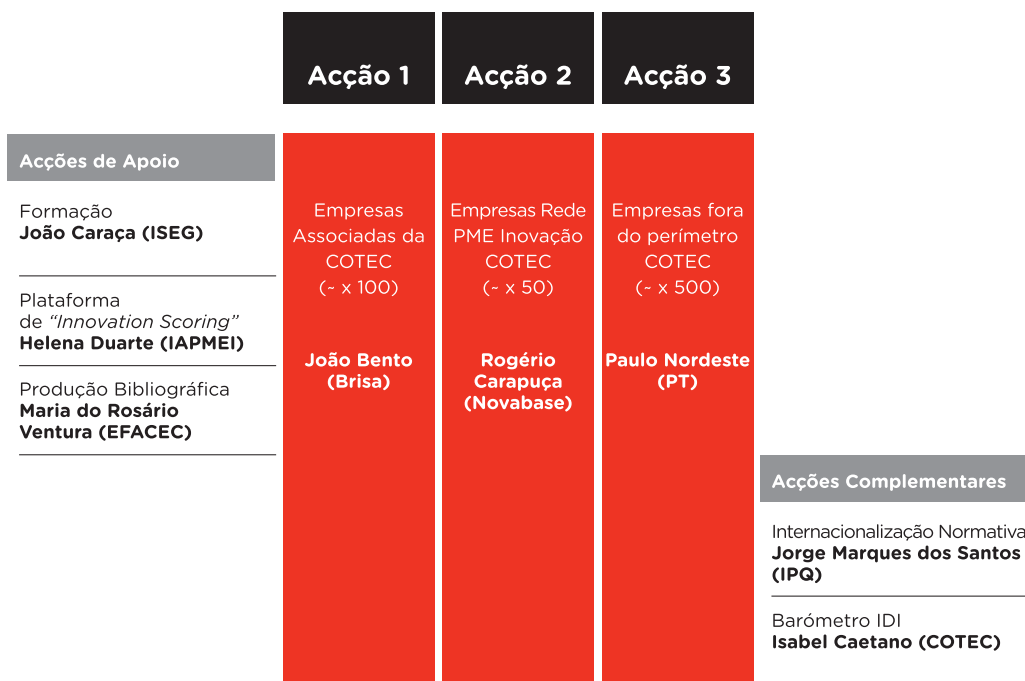 Acção 1
Acção 2
Acção 3
Acções de Apoio
Formação
João Caraça (ISEG)
Plataforma
de “Innovation Scoring”
Helena Duarte (IAPMEI)
Produção Bibliográfica
Maria do Rosário
Ventura (EFACEC)
Empresas
Associadas da
COTEC
(~ x 100)
João Bento
(Brisa)
Empresas Rede
PME Inovação
COTEC
(~ x 50)
Rogério
Carapuça
(Novabase)
Empresas fora
do perímetro
COTEC
(~ x 500)
Paulo Nordeste
(PT)
Acções Complementares
Internacionalização Normativa
Jorge Marques dos Santos
(IPQ)
Barómetro IDI
Isabel Caetano (COTEC)